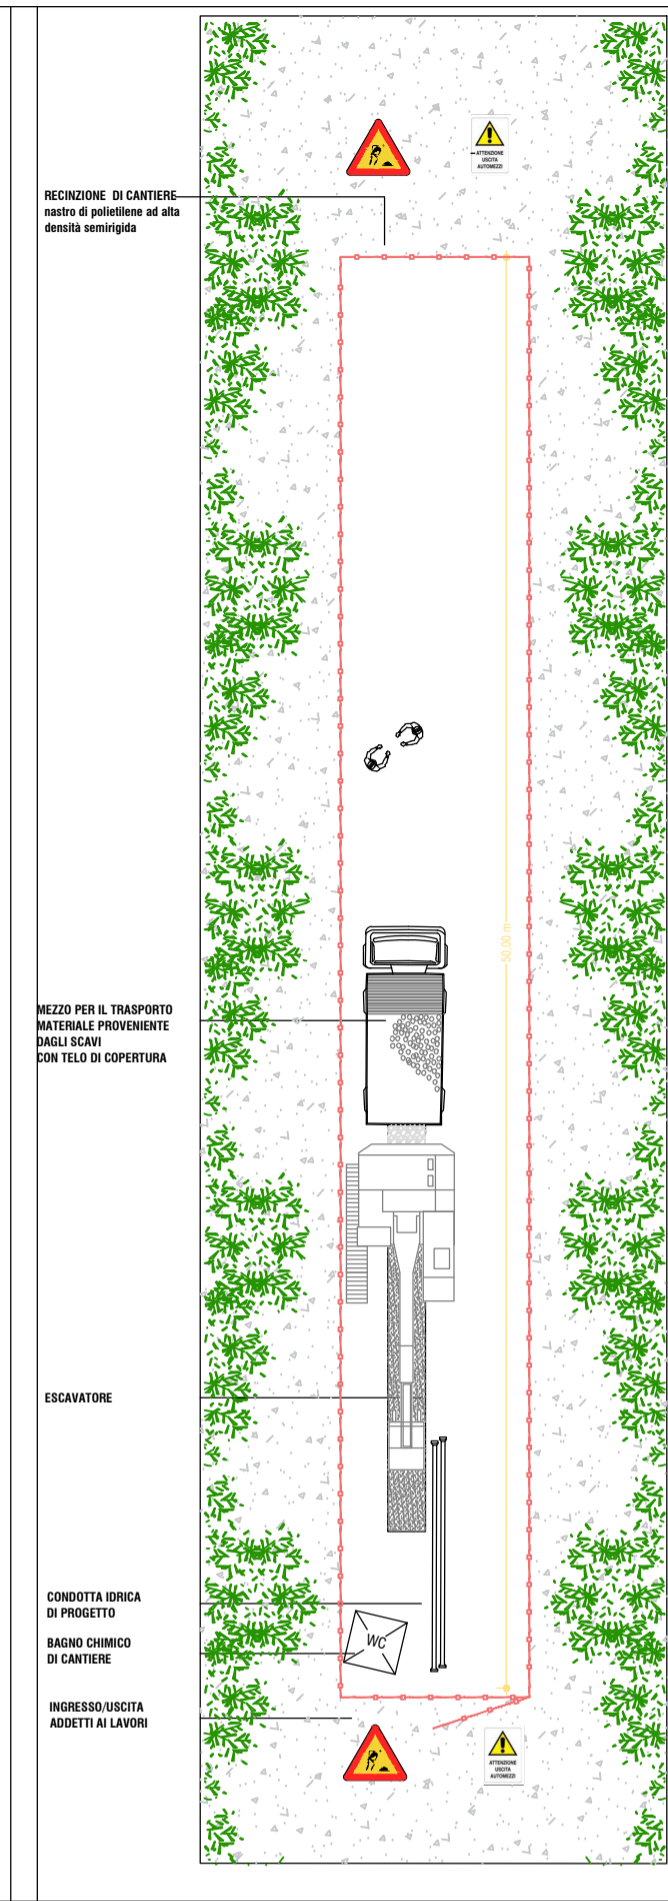 ATTENZIONE
USCITA
AUTOMEZZI
RECINZIONE DI CANTIERE
nastro di polietilene ad alta
densità semirigida
50,00 m
MEZZO PER IL TRASPORTO
MATERIALE PROVENIENTE
DAGLI SCAVI
CON TELO DI COPERTURA
ESCAVATORE
CONDOTTA IDRICA
DI PROGETTO
WC
BAGNO CHIMICO
DI CANTIERE
INGRESSO/USCITA
ADDETTI AI LAVORI
ATTENZIONE
USCITA
AUTOMEZZI